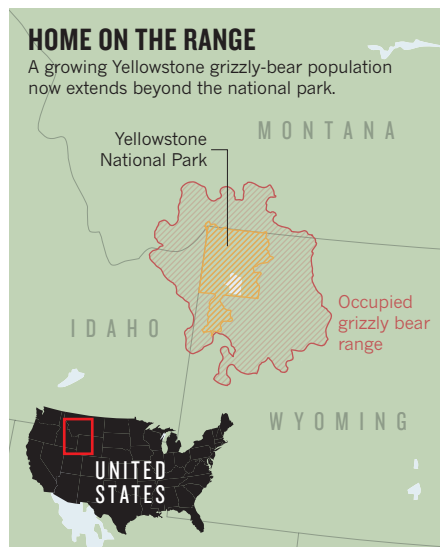 HOME ON THE RANGE
A growing Yellowstone grizzly-bear population
now extends beyond the national park.
MONTANA
Yellowstone
National Park
Occupied
grizzly bear
range
IDAHO
WYOMING
UNITED
STATES